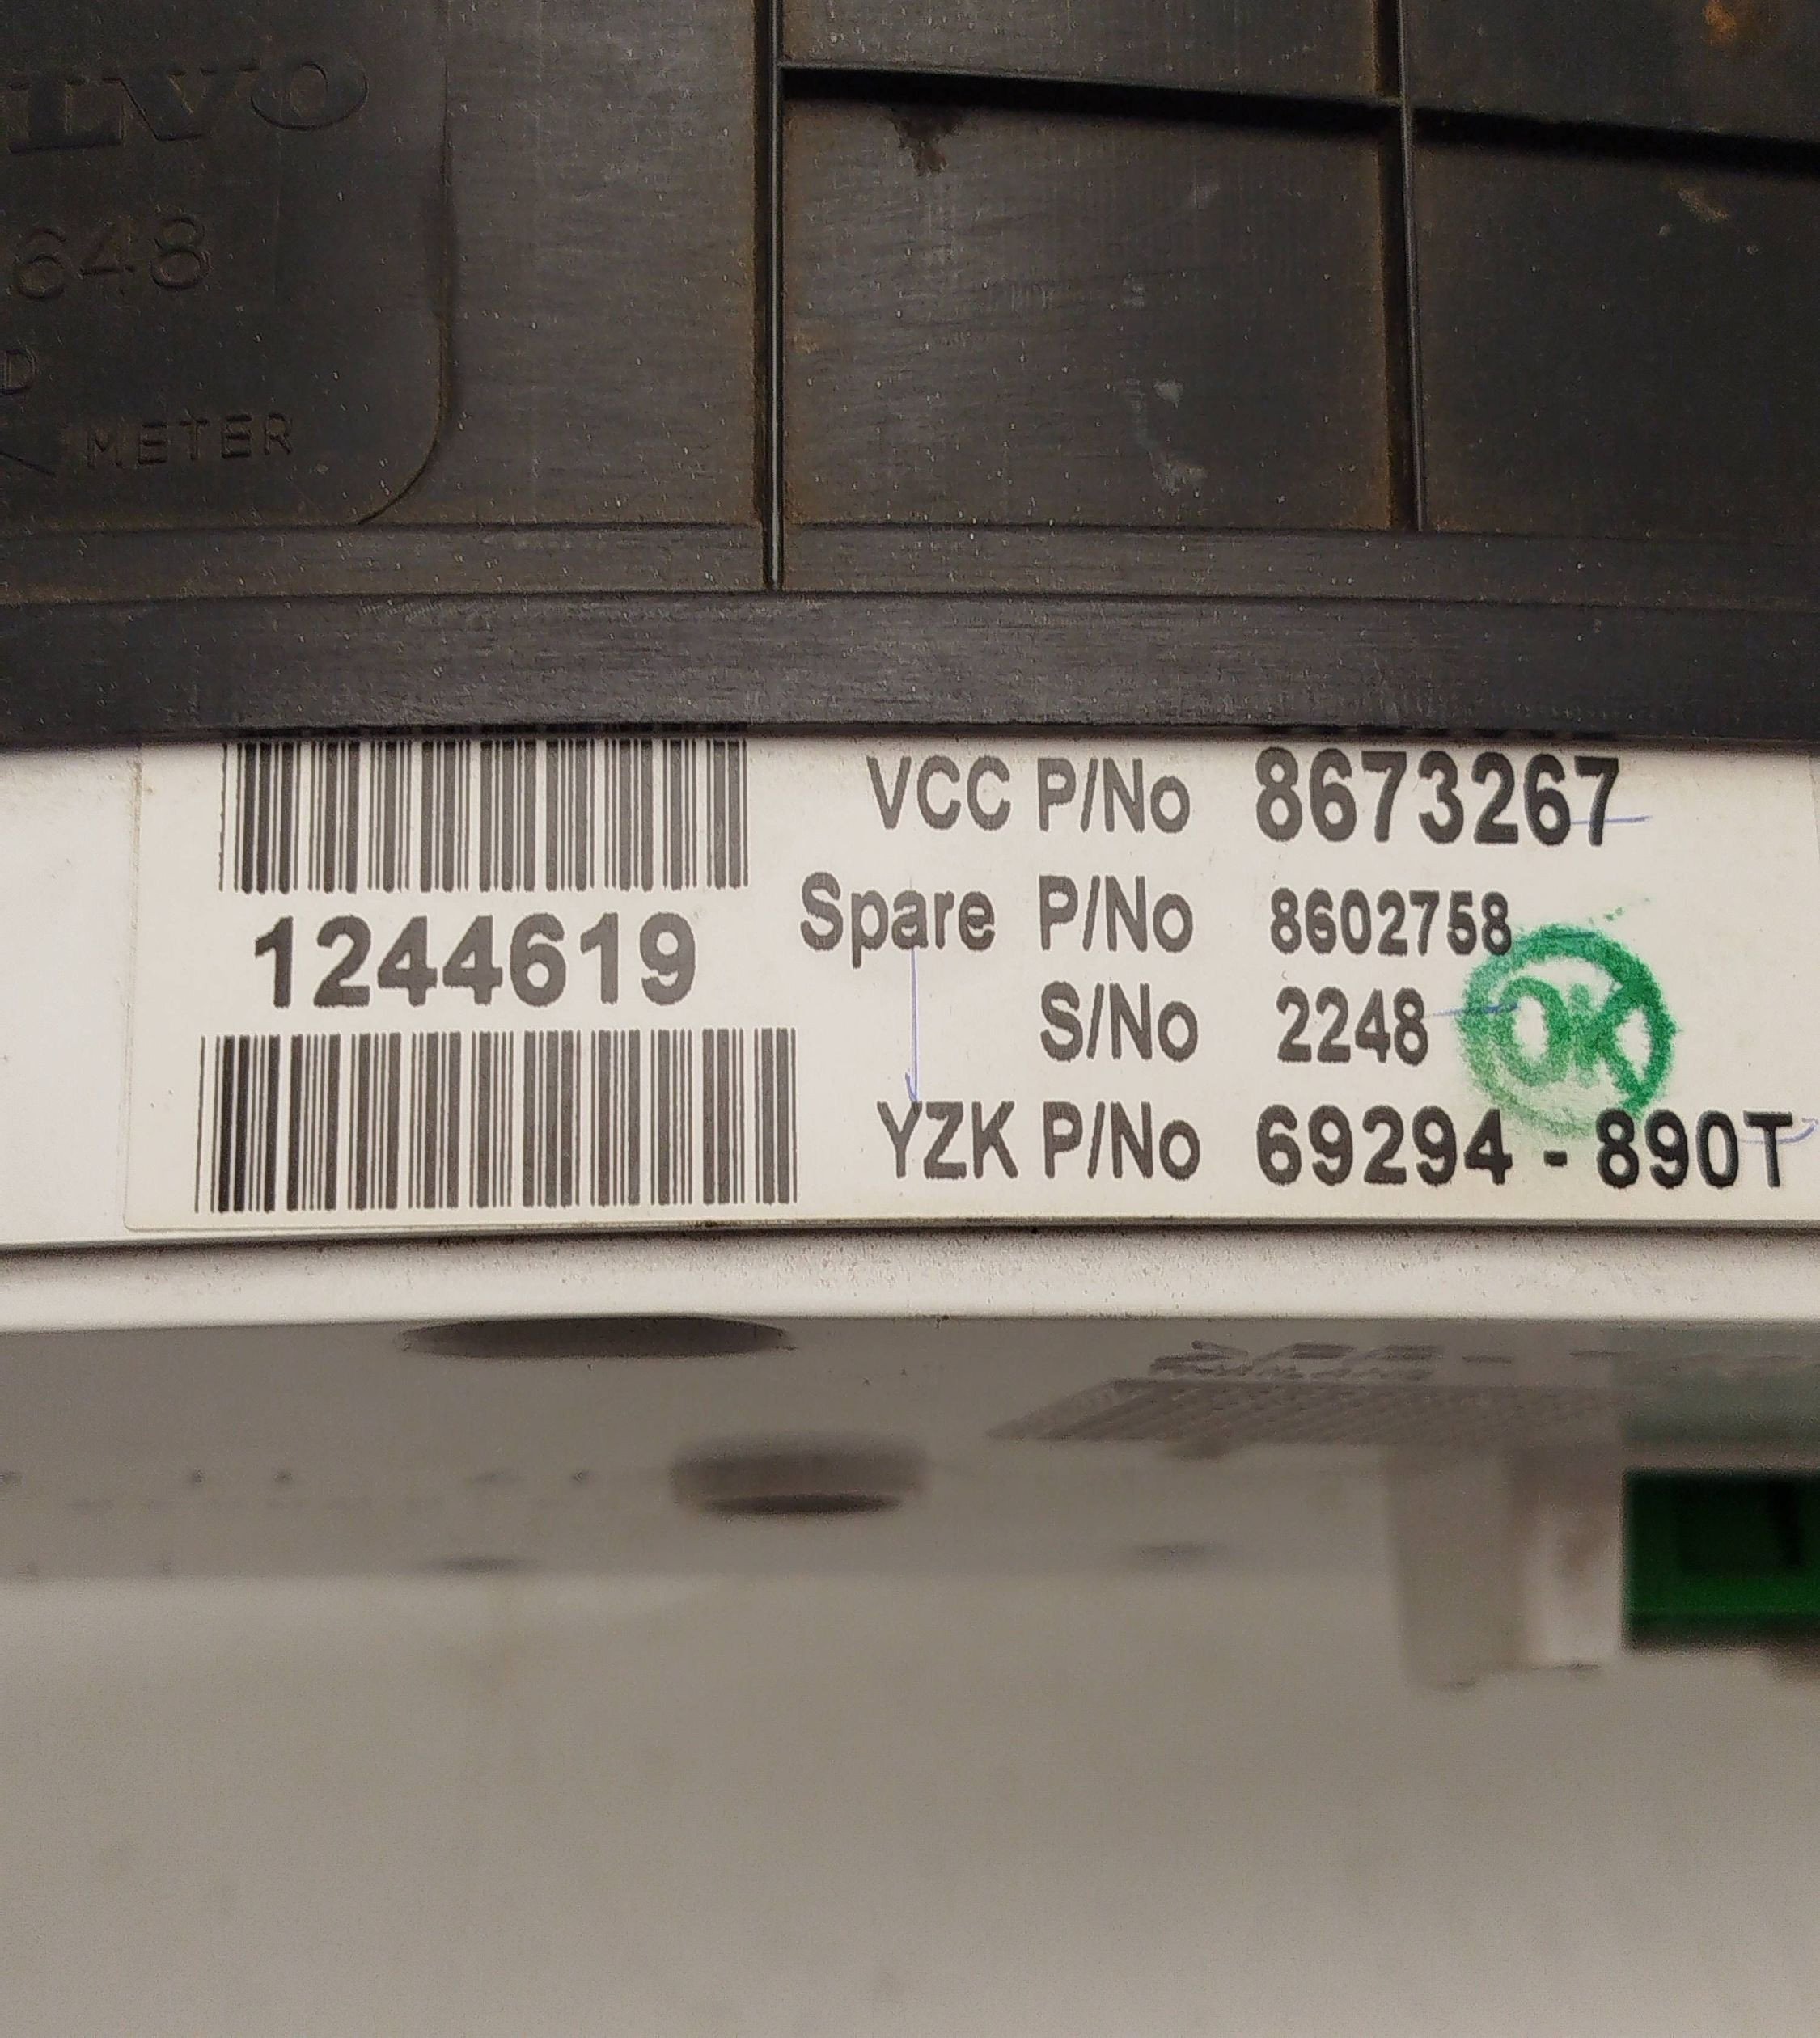 LVO
648
D
METER
VCC P/No 8673267
1244619
Spare P/No 8602758
S/No 2248
OK
YZK P/No 69294-890T